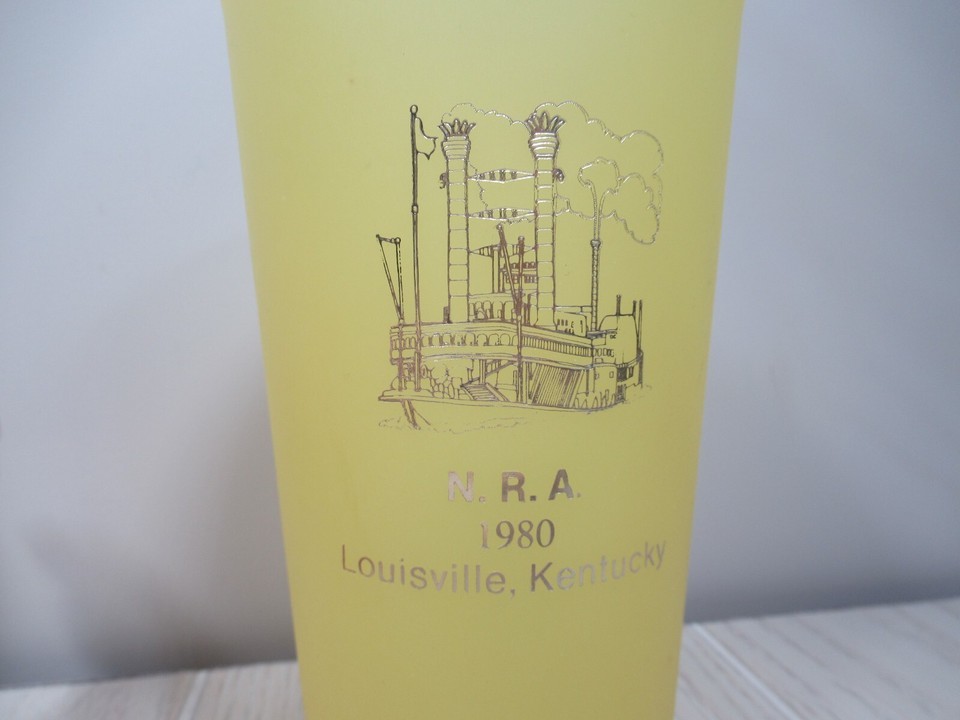 N. R. A.
1980
Louisville, Kentucky